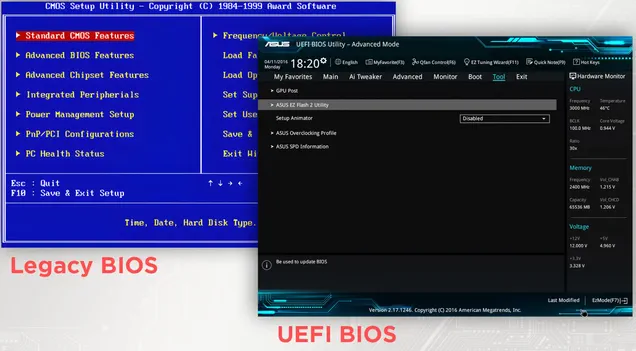 CMOS Setup Utility - Copyright (C) 1984-1999 Award Software
Standard CMOS Features
Advanced BIOS Features
Advanced Chipset Features
Integrated Peripherals
Power Management Setup
PnP/PCI Configurations
PC Health Status
Frequency/Voltage Control
Load Fa
Load Op
Set Sup
Set Use
Save &
Exit Wi
Esc : Quit
F10 : Save & Exit Setup
↑ ↓ → ←
Time, Date, Hard Disk Type.
Legacy BIOS
ASUS UEFI BIOS Utility – Advanced Mode
04/11/2016
Monday
18:20
English
MyFavorite(F3)
Qfan Control(F6)
EZ Tuning Wizard(F11)
Quick Note(F9)
Hot Keys
My Favorites Main Ai Tweaker Advanced Monitor Boot Tool Exit
GPU Post
ASUS EZ Flash 2 Utility
Setup Animator
Disabled
ASUS Overclocking Profile
ASUS SPD Information
Be used to update BIOS
Hardware Monitor
CPU
Frequency Temperature
3000 MHz 46°C
BCLK Core Voltage
100.0 MHz 0.944 V
Ratio
30x
Memory
Frequency Vol_CHAB
2400 MHz 1.215 V
Capacity Vol_CHCD
65536 MB 1.206 V
Voltage
+12V +5V
12.000 V 4.960 V
+3.3V
3.328 V
Last Modified
EzMode(F7)
Version 2.17.1246. Copyright (C) 2016 American Megatrends, Inc.
UEFI BIOS